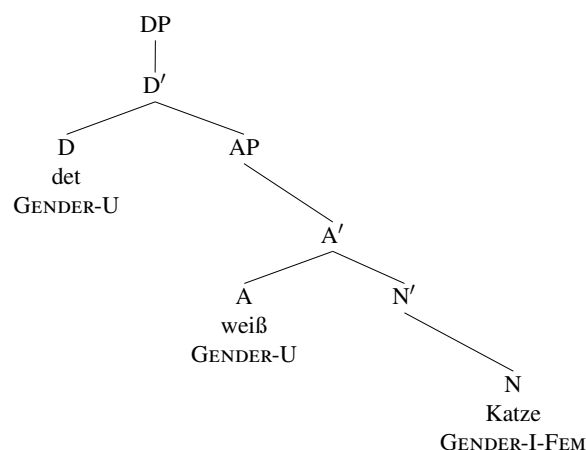 DP
D′
D AP
det
GENDER-U
A′
A N′
weiß
GENDER-U
N
Katze
GENDER-I-FEM